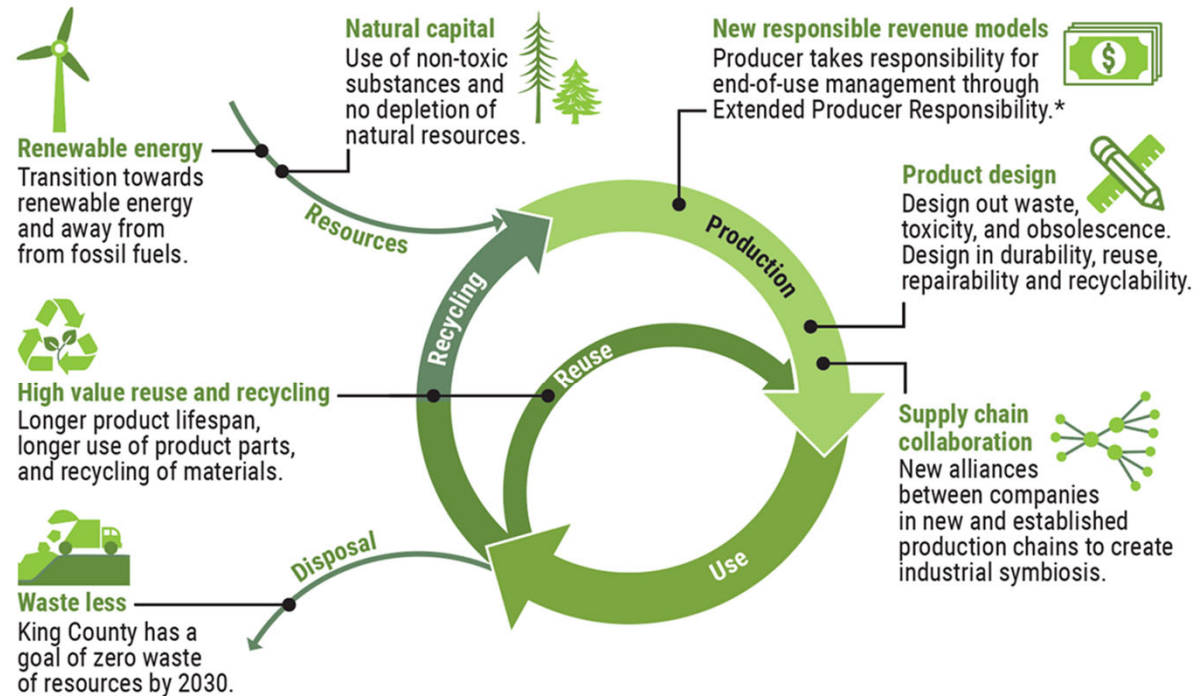 Natural capital
Use of non-toxic
substances and
no depletion of
natural resources.
New responsible revenue models
Producer takes responsibility for
end-of-use management through
Extended Producer Responsibility.*
$
Renewable energy
Transition towards
renewable energy
and away from
from fossil fuels.
Resources
Product design
Design out waste,
toxicity, and obsolescence.
Design in durability, reuse,
repairability and recyclability.
Production
Recycling
Reuse
High value reuse and recycling
Longer product lifespan,
longer use of product parts,
and recycling of materials.
Supply chain
collaboration
New alliances
between companies
in new and established
production chains to create
industrial symbiosis.
Use
Disposal
Waste less
King County has a
goal of zero waste
of resources by 2030.